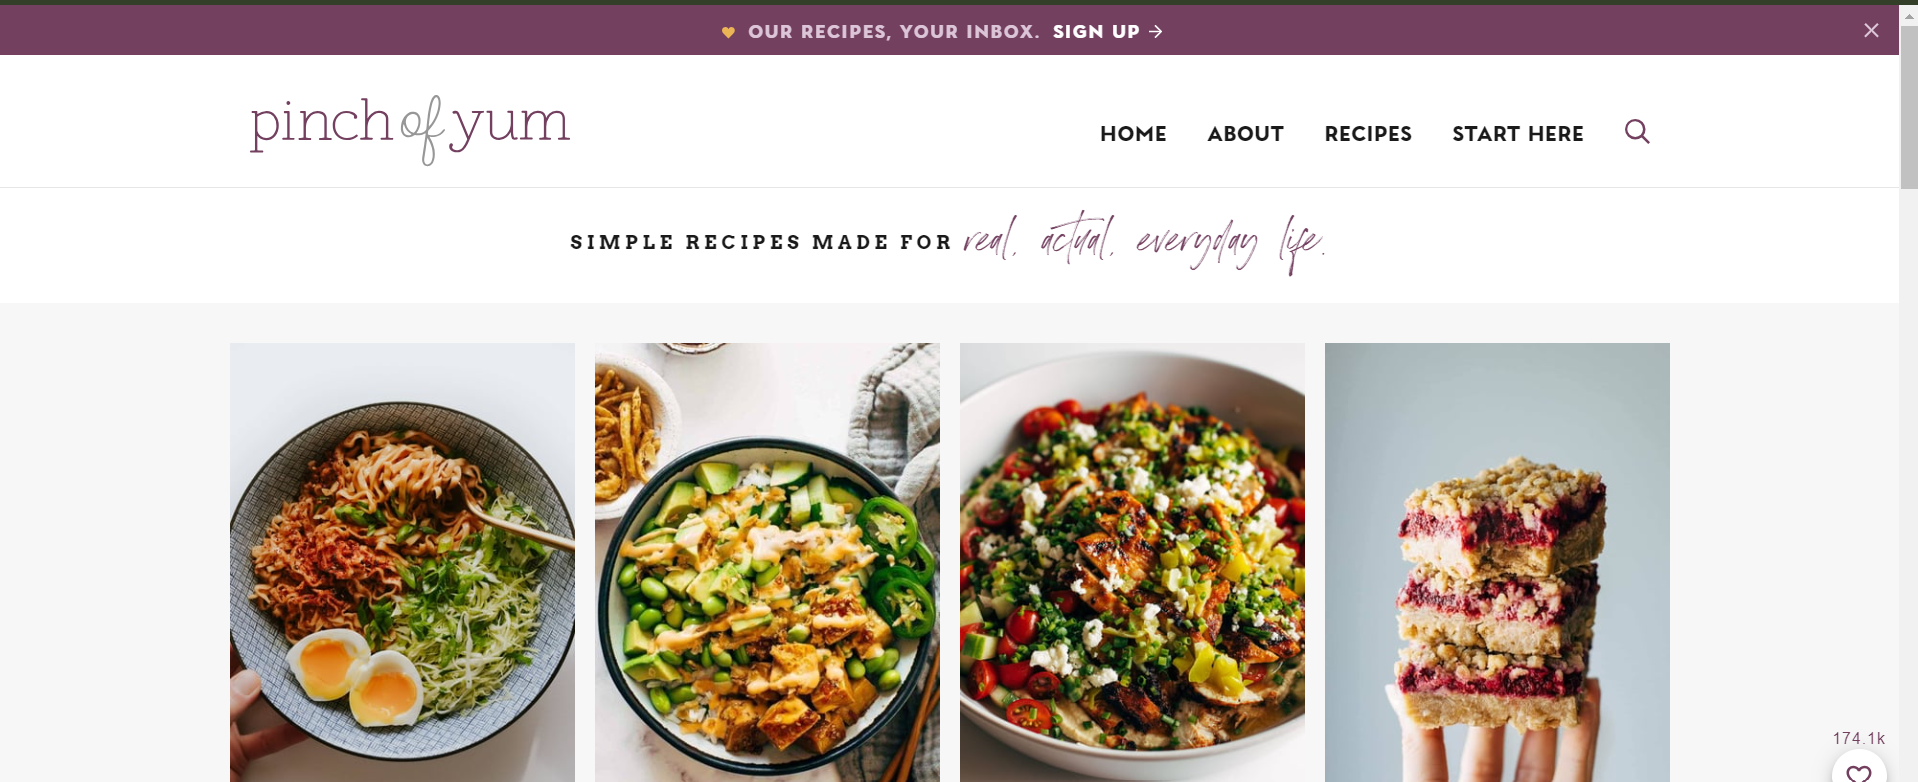 OUR RECIPES, YOUR INBOX. SIGN UP →
pinch of yum
HOME ABOUT RECIPES START HERE
SIMPLE RECIPES MADE FOR real, actual, everyday life.
174.1k